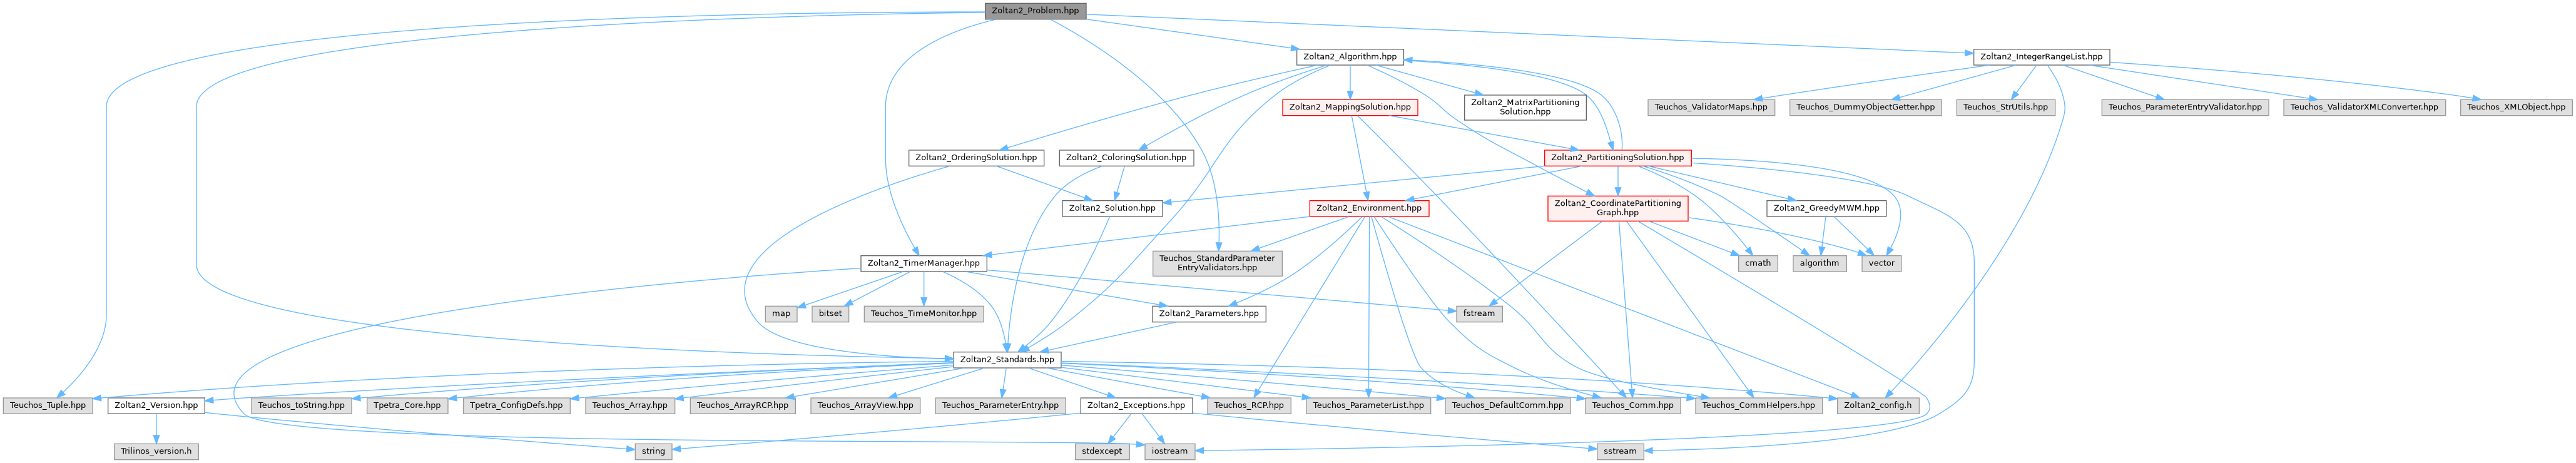 Zoltan2_Problem.hpp
Zoltan2_Algorithm.hpp
Zoltan2_IntegerRangeList.hpp
Zoltan2_MappingSolution.hpp
Zoltan2_MatrixPartitioning
Solution.hpp
Teuchos_ValidatorMaps.hpp
Teuchos_DummyObjectGetter.hpp
Teuchos_StrUtils.hpp
Teuchos_ParameterEntryValidator.hpp
Teuchos_ValidatorXMLConverter.hpp
Teuchos_XMLObject.hpp
Zoltan2_OrderingSolution.hpp
Zoltan2_ColoringSolution.hpp
Zoltan2_PartitioningSolution.hpp
Zoltan2_Solution.hpp
Zoltan2_Environment.hpp
Zoltan2_CoordinatePartitioning
Graph.hpp
Zoltan2_GreedyMWM.hpp
Zoltan2_TimerManager.hpp
Teuchos_StandardParameter
EntryValidators.hpp
cmath
algorithm
vector
map
bitset
Teuchos_TimeMonitor.hpp
Zoltan2_Parameters.hpp
fstream
Zoltan2_Standards.hpp
Teuchos_Tuple.hpp
Zoltan2_Version.hpp
Teuchos_toString.hpp
Tpetra_Core.hpp
Tpetra_ConfigDefs.hpp
Teuchos_Array.hpp
Teuchos_ArrayRCP.hpp
Teuchos_ArrayView.hpp
Teuchos_ParameterEntry.hpp
Zoltan2_Exceptions.hpp
Teuchos_RCP.hpp
Teuchos_ParameterList.hpp
Teuchos_DefaultComm.hpp
Teuchos_Comm.hpp
Teuchos_CommHelpers.hpp
Zoltan2_config.h
Trilinos_version.h
string
stdexcept
iostream
sstream